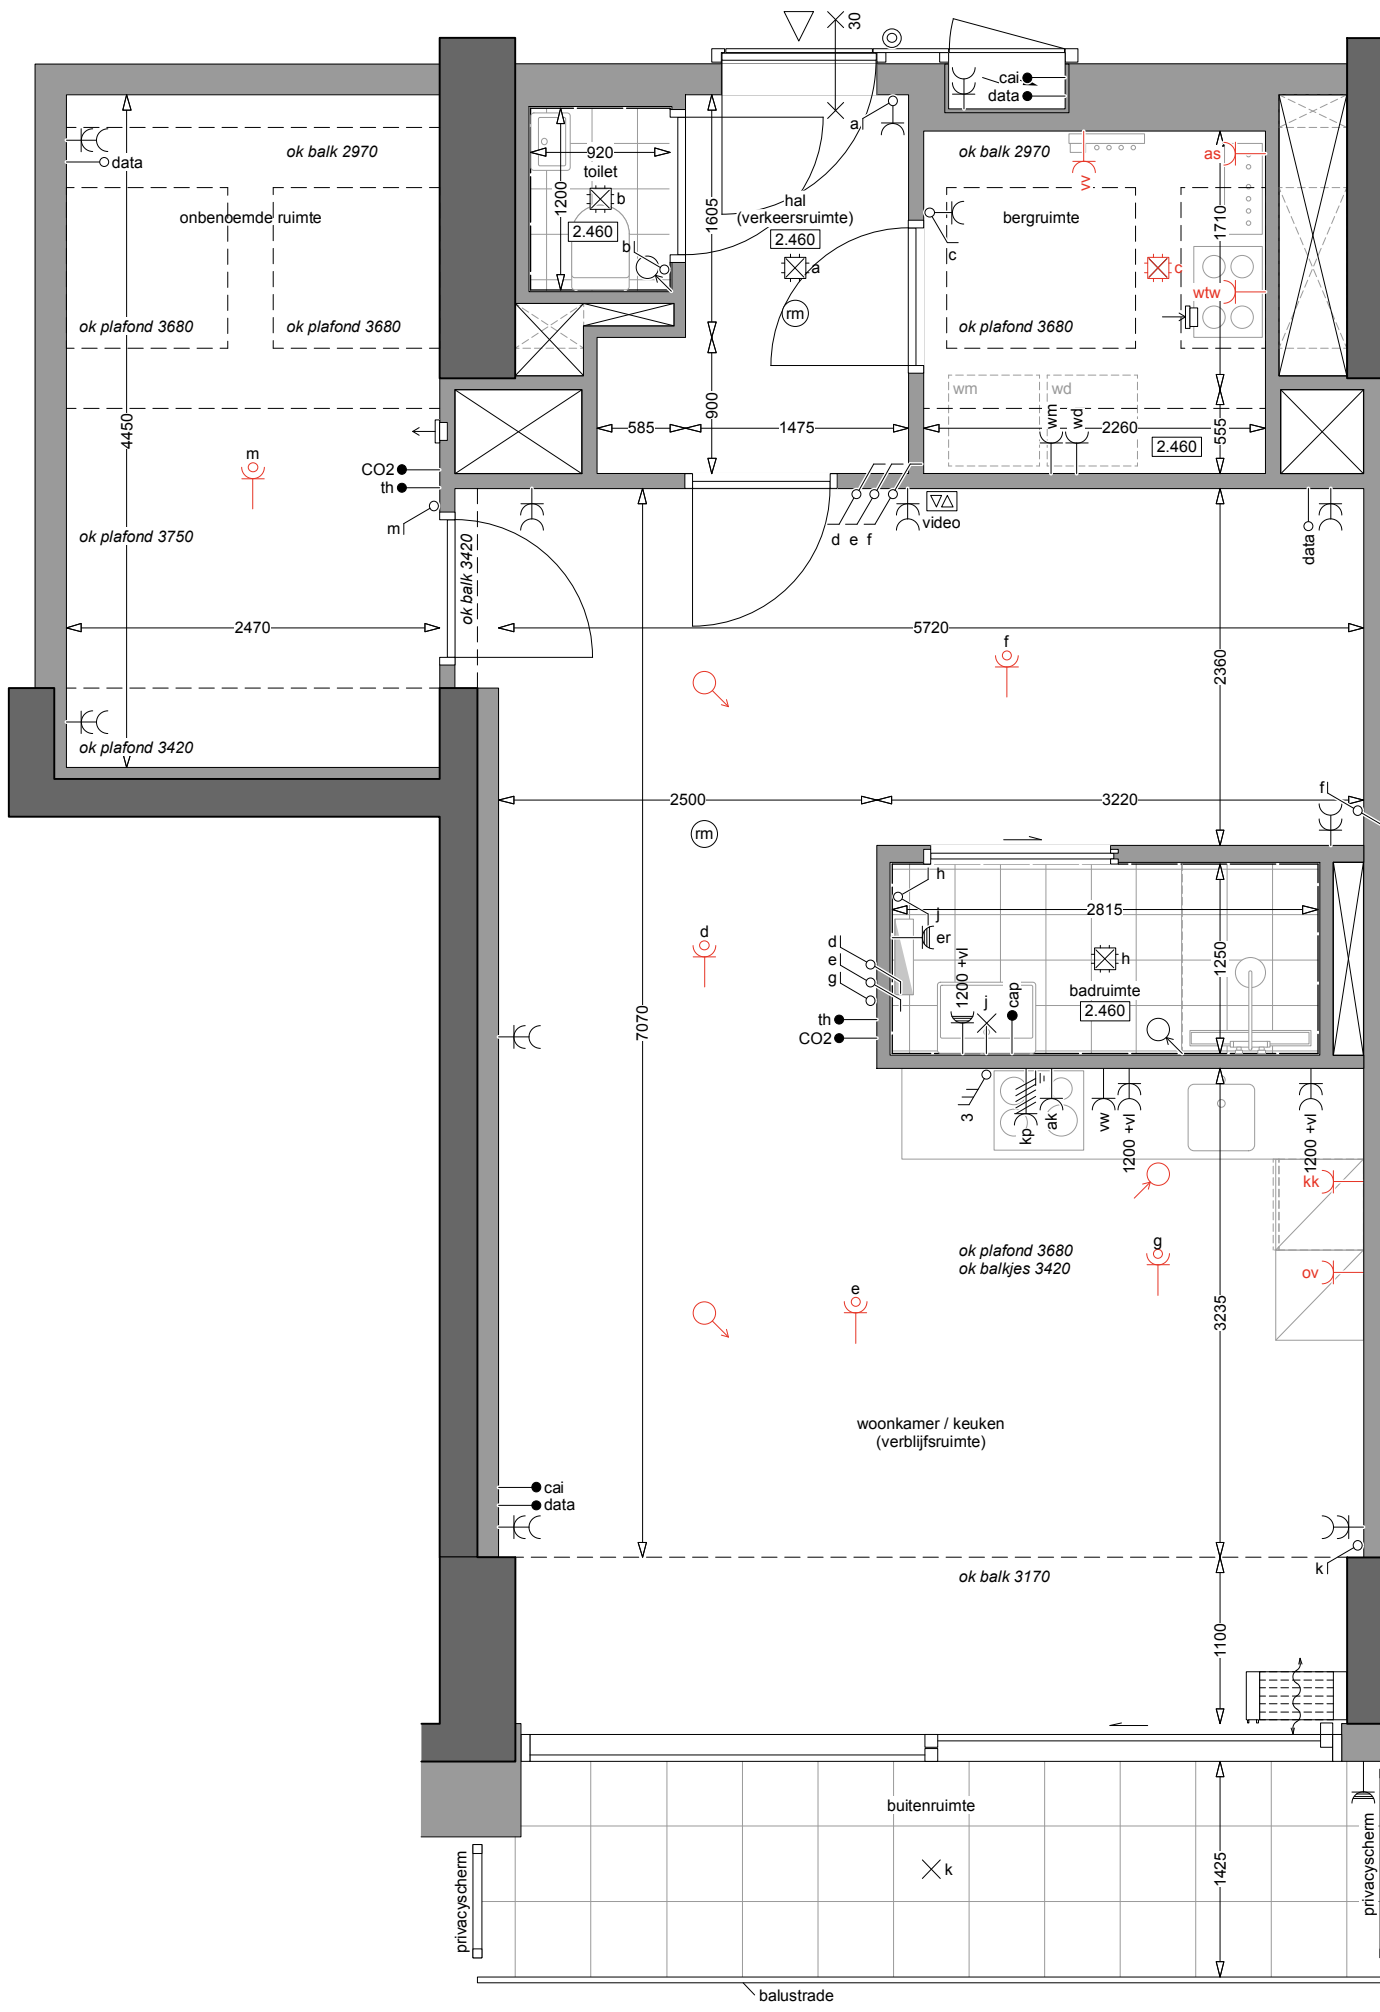 30
cai
data
a
920
toilet
1200
b
2.460
b
1605
hal
(verkeersruimte)
2.460
a
rm
ok balk 2970
data
onbenoemde ruimte
ok plafond 3680
ok plafond 3680
4450
ok balk 2970
vv
as
bergruimte
1710
c
c
wtw
ok plafond 3680
wm
wd
wm
wd
2260
2.460
555
585
1475
900
m
CO2
th
m
ok plafond 3750
ok balk 3420
d
e
f
video
data
2470
5720
f
2360
ok plafond 3420
2500
3220
f
rm
h
j
er
2815
d
d
e
g
th
CO2
1200 +vl
j
cap
h
badruimte
2.460
1250
7070
3
kp
ak
vw
1200 +vl
1200 +vl
kk
ok plafond 3680
ok balkjes 3420
g
ov
e
3235
woonkamer / keuken
(verblijfsruimte)
cai
data
k
ok balk 3170
1100
buitenruimte
k
1425
privacyscherm
privacyscherm
balustrade